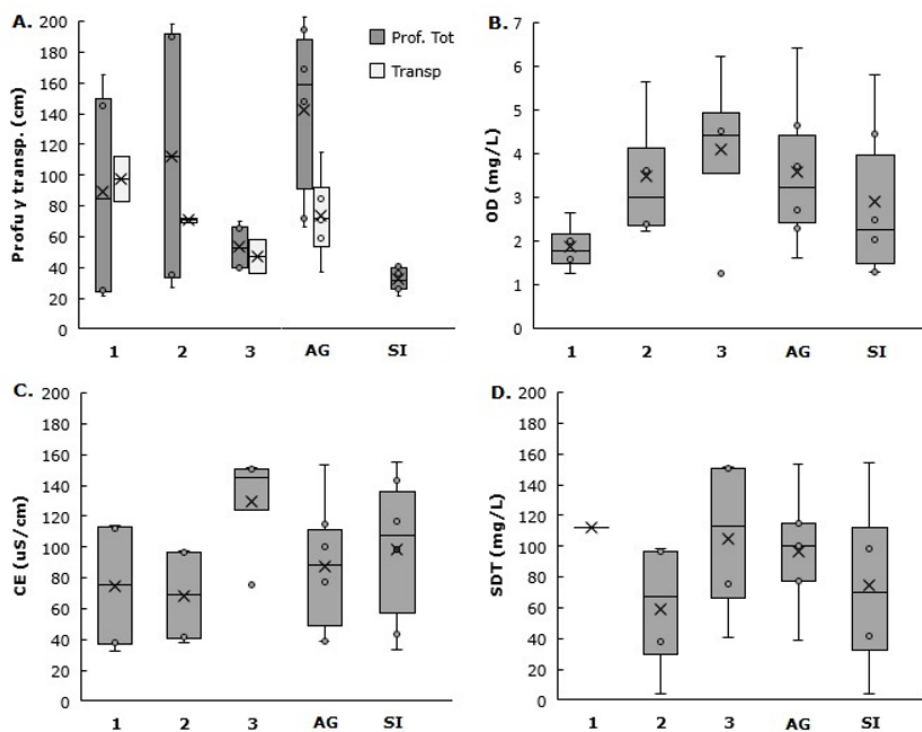 A.
Profu y transp. (cm)
200
180
160
140
120
100
80
60
40
20
0
1 2 3 AG SI
Prof. Tot
Transp
B.
OD (mg/L)
7
6
5
4
3
2
1
0
1 2 3 AG SI
C.
CE (uS/cm)
200
180
160
140
120
100
80
60
40
20
0
1 2 3 AG SI
D.
SDT (mg/L)
200
180
160
140
120
100
80
60
40
20
0
1 2 3 AG SI